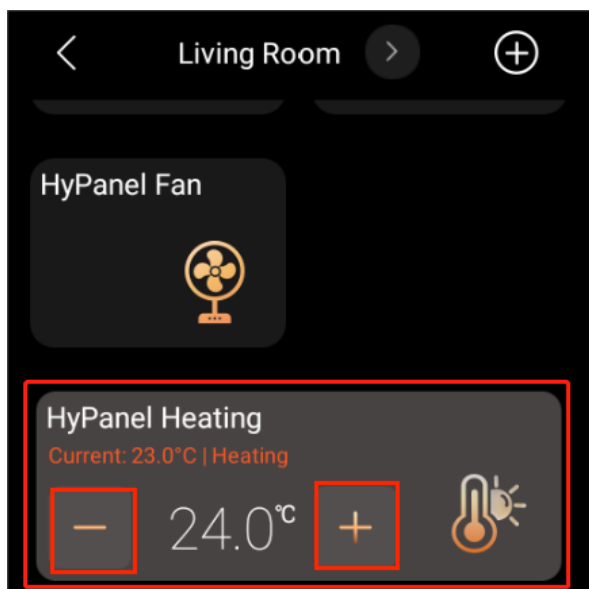 Living Room
HyPanel Fan
HyPanel Heating
Current: 23.0°C | Heating
24.0℃